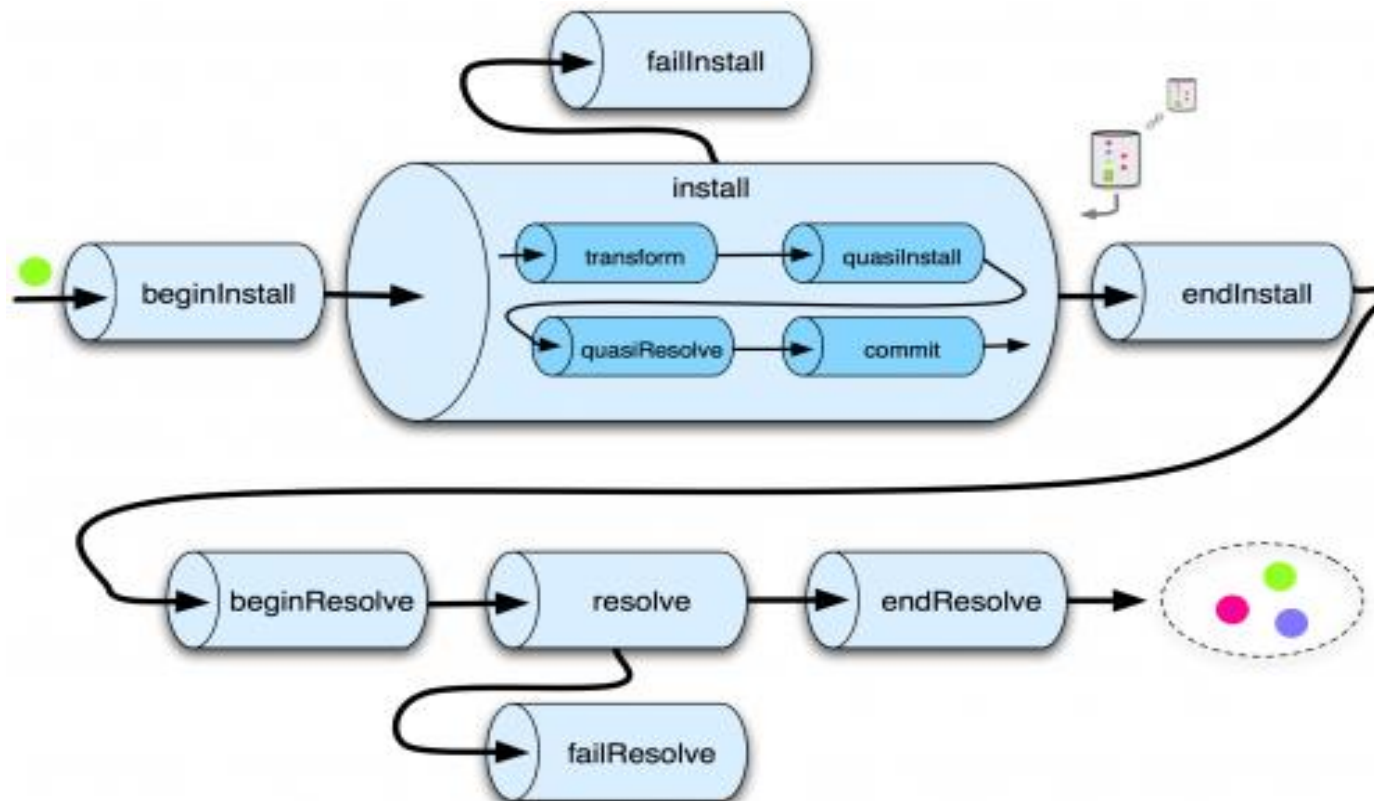 failInstall
install
transform
quasiInstall
beginInstall
endInstall
quasiResolve
commit
beginResolve
resolve
endResolve
failResolve